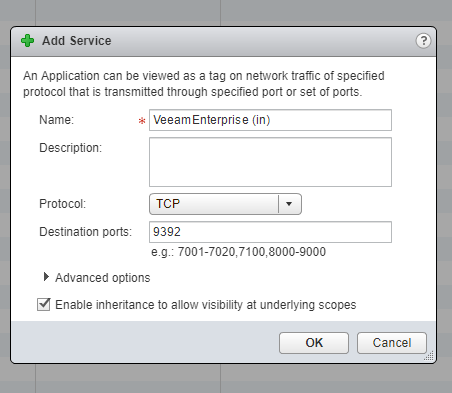 Add Service
?
An Application can be viewed as a tag on network traffic of specified
protocol that is transmitted through specified port or set of ports.
Name: * VeeamEnterprise (in)
Description:
Protocol: TCP
Destination ports: 9392
e.g.: 7001-7020,7100,8000-9000
Advanced options
Enable inheritance to allow visibility at underlying scopes
OK Cancel